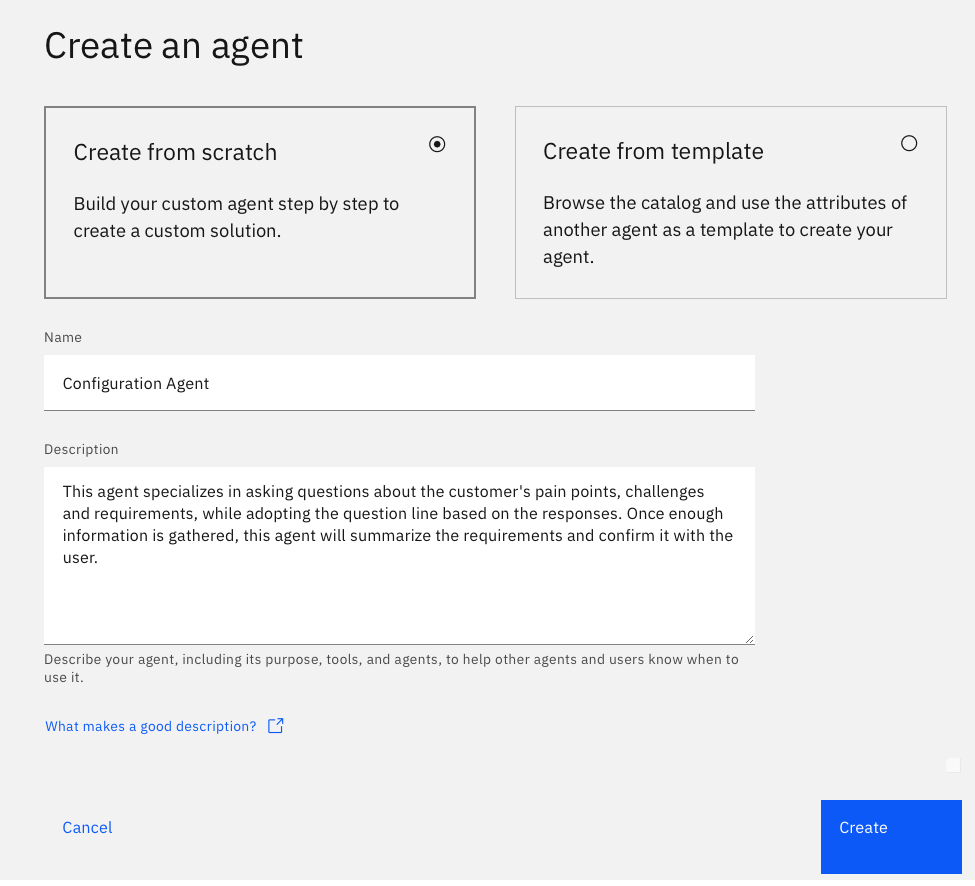 Create an agent
Create from scratch
Build your custom agent step by step to
create a custom solution.
Create from template
Browse the catalog and use the attributes of
another agent as a template to create your
agent.
Name
Configuration Agent
Description
This agent specializes in asking questions about the customer's pain points, challenges
and requirements, while adopting the question line based on the responses. Once enough
information is gathered, this agent will summarize the requirements and confirm it with the
user.
Describe your agent, including its purpose, tools, and agents, to help other agents and users know when to
use it.
What makes a good description?
Cancel
Create